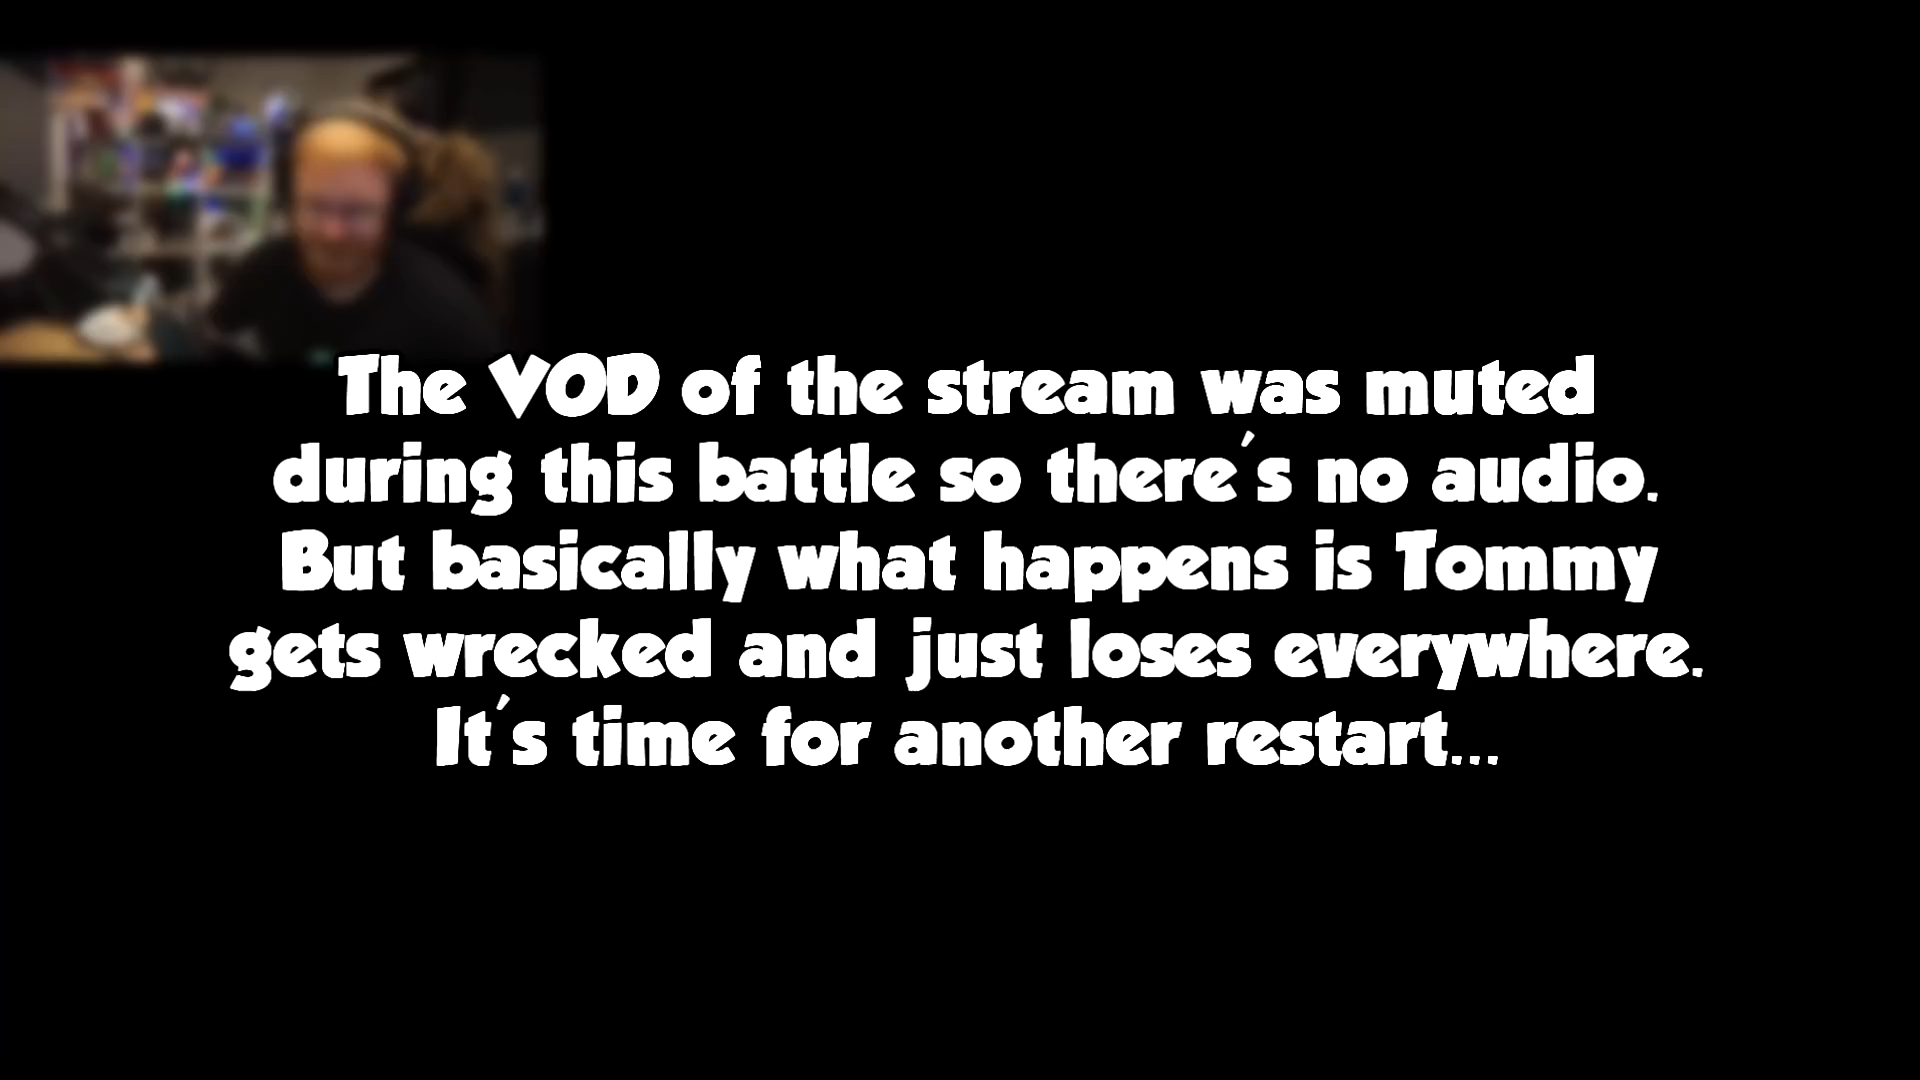 The VOD of the stream was muted
during this battle so there's no audio.
But basically what happens is Tommy
gets wrecked and just loses everywhere.
It's time for another restart...